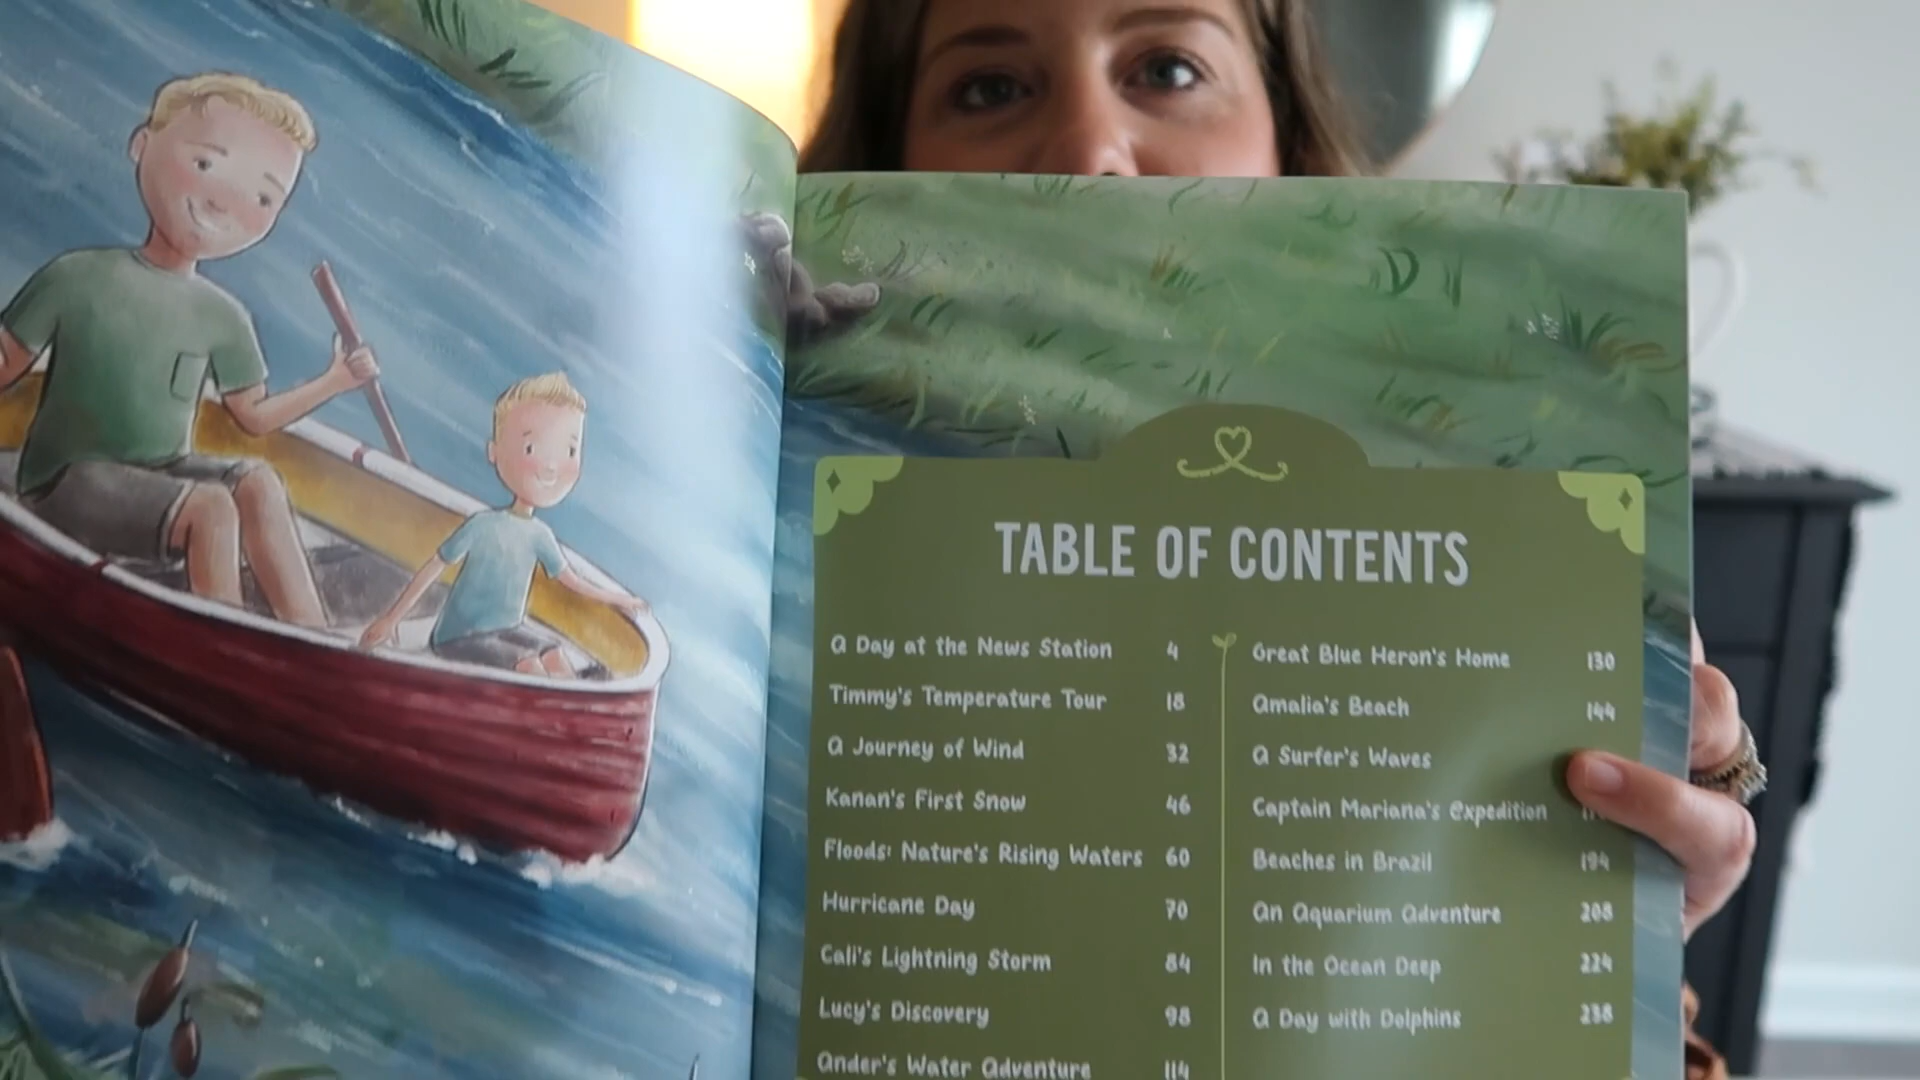 TABLE OF CONTENTS
A Day at the News Station 4
Timmy's Temperature Tour 18
A Journey of Wind 32
Kanan's First Snow 46
Floods: Nature's Rising Waters 60
Hurricane Day 70
Cali's Lightning Storm 84
Lucy's Discovery 98
Ander's Water Adventure 114
Great Blue Heron's Home 130
Amalia's Beach 144
A Surfer's Waves
Captain Mariana's Expedition
Beaches in Brazil 194
An Aquarium Adventure 208
In the Ocean Deep 224
A Day with Dolphins 238